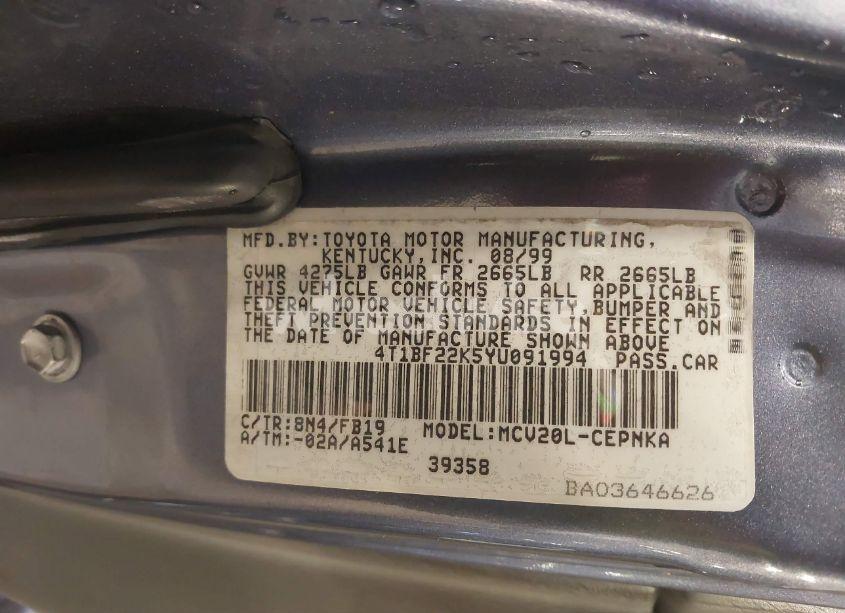 MFD.BY:TOYOTA MOTOR MANUFACTURING,
KENTUCKY,INC. 08/99
GVWR 4275LB GAWR FR 2665LB RR 2665LB
THIS VEHICLE CONFORMS TO ALL APPLICABLE
FEDERAL MOTOR VEHICLE SAFETY,BUMPER AND
THEFT PREVENTION STANDARDS IN EFFECT ON
THE DATE OF MANUFACTURE SHOWN ABOVE
4T1BF22K5YU091994 PASS.CAR
C/TR:8N4/FB19 MODEL:MCV20L-CEPNKA
A/TM:-02A/A541E
39358
BA03646626